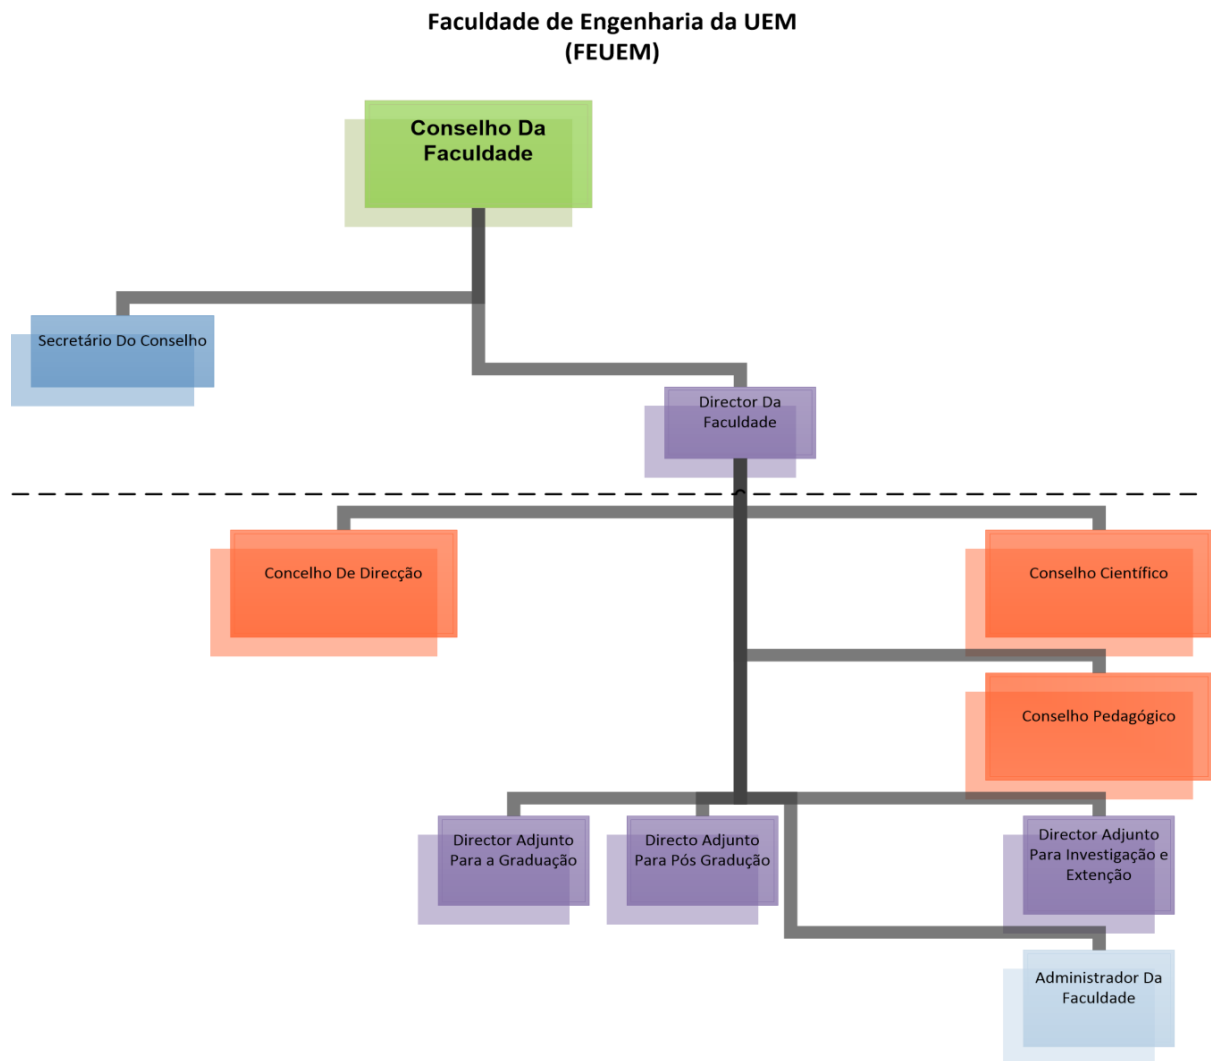 Faculdade de Engenharia da UEM
(FEUEM)
Conselho Da
Faculdade
Secretário Do Conselho
Director Da
Faculdade
Concelho De Direcção
Conselho Científico
Conselho Pedagógico
Director Adjunto
Para a Graduação
Directo Adjunto
Para Pós Gradução
Director Adjunto
Para Investigação e
Extenção
Administrador Da
Faculdade